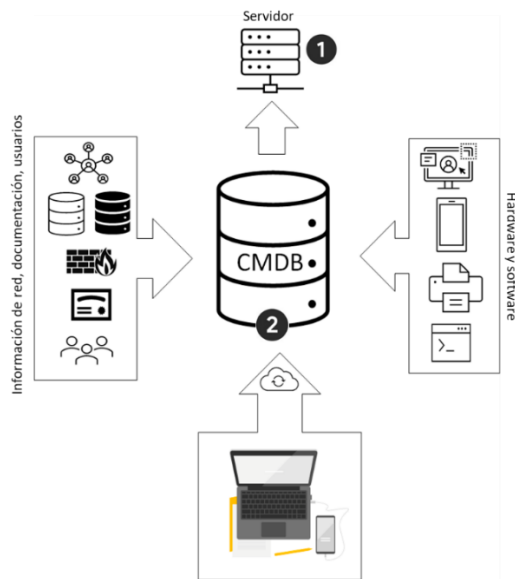 Servidor
1
Información de red, documentación, usuarios
Hardware y software
CMDB
2